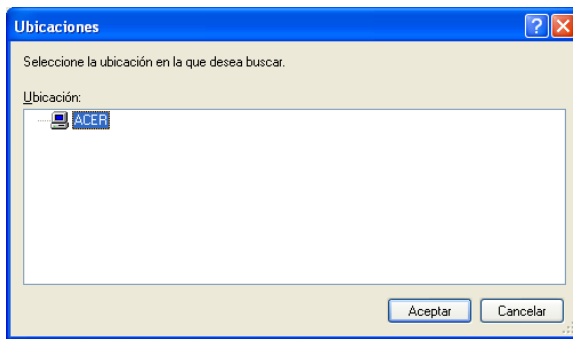 Ubicaciones
Seleccione la ubicación en la que desea buscar.
Ubicación:
ACER
Aceptar Cancelar